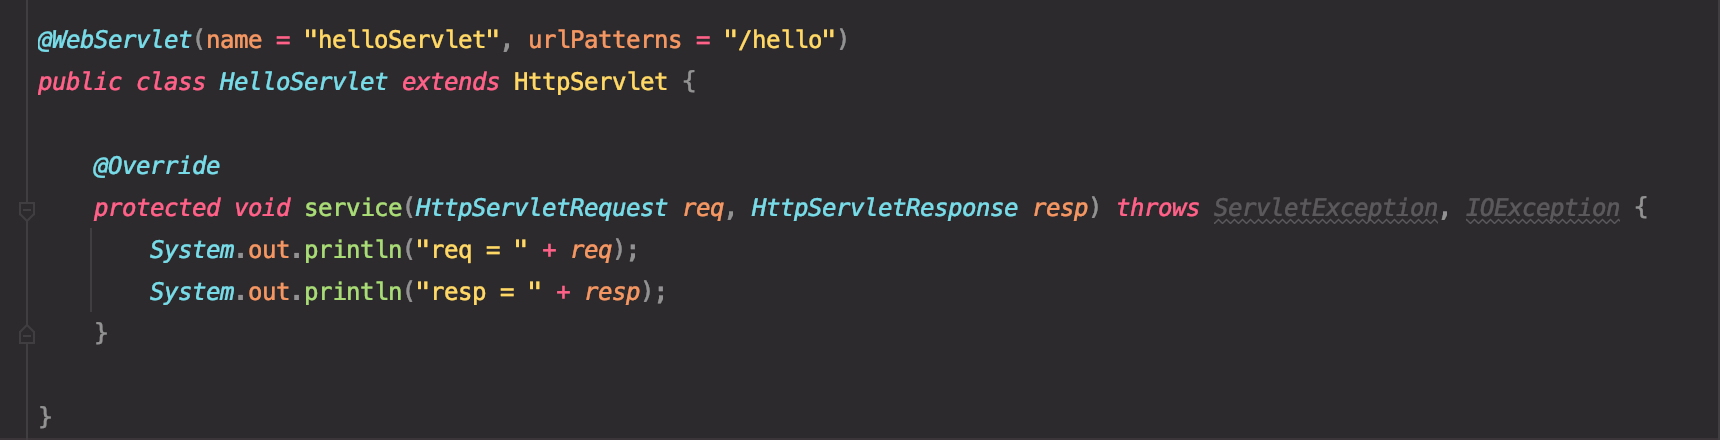 @WebServlet(name = "helloServlet", urlPatterns = "/hello")
public class HelloServlet extends HttpServlet {
@Override
protected void service(HttpServletRequest req, HttpServletResponse resp) throws ServletException, IOException {
System.out.println("req = " + req);
System.out.println("resp = " + resp);
}
}